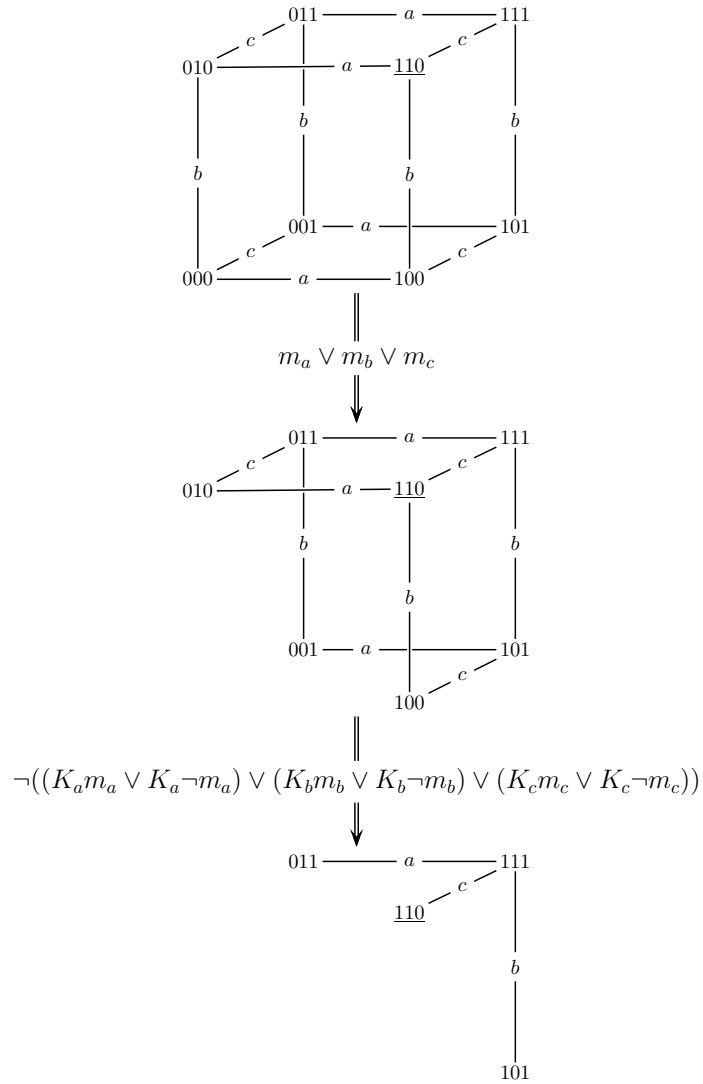 011 a 111
c c
010 a 110
b b
b b
001 a 101
c c
000 a 100
m_a ∨ m_b ∨ m_c
011 a 111
c c
010 a 110
b b
b
001 a 101
c
100
¬((K_a m_a ∨ K_a ¬m_a) ∨ (K_b m_b ∨ K_b ¬m_b) ∨ (K_c m_c ∨ K_c ¬m_c))
011 a 111
c
110
b
101